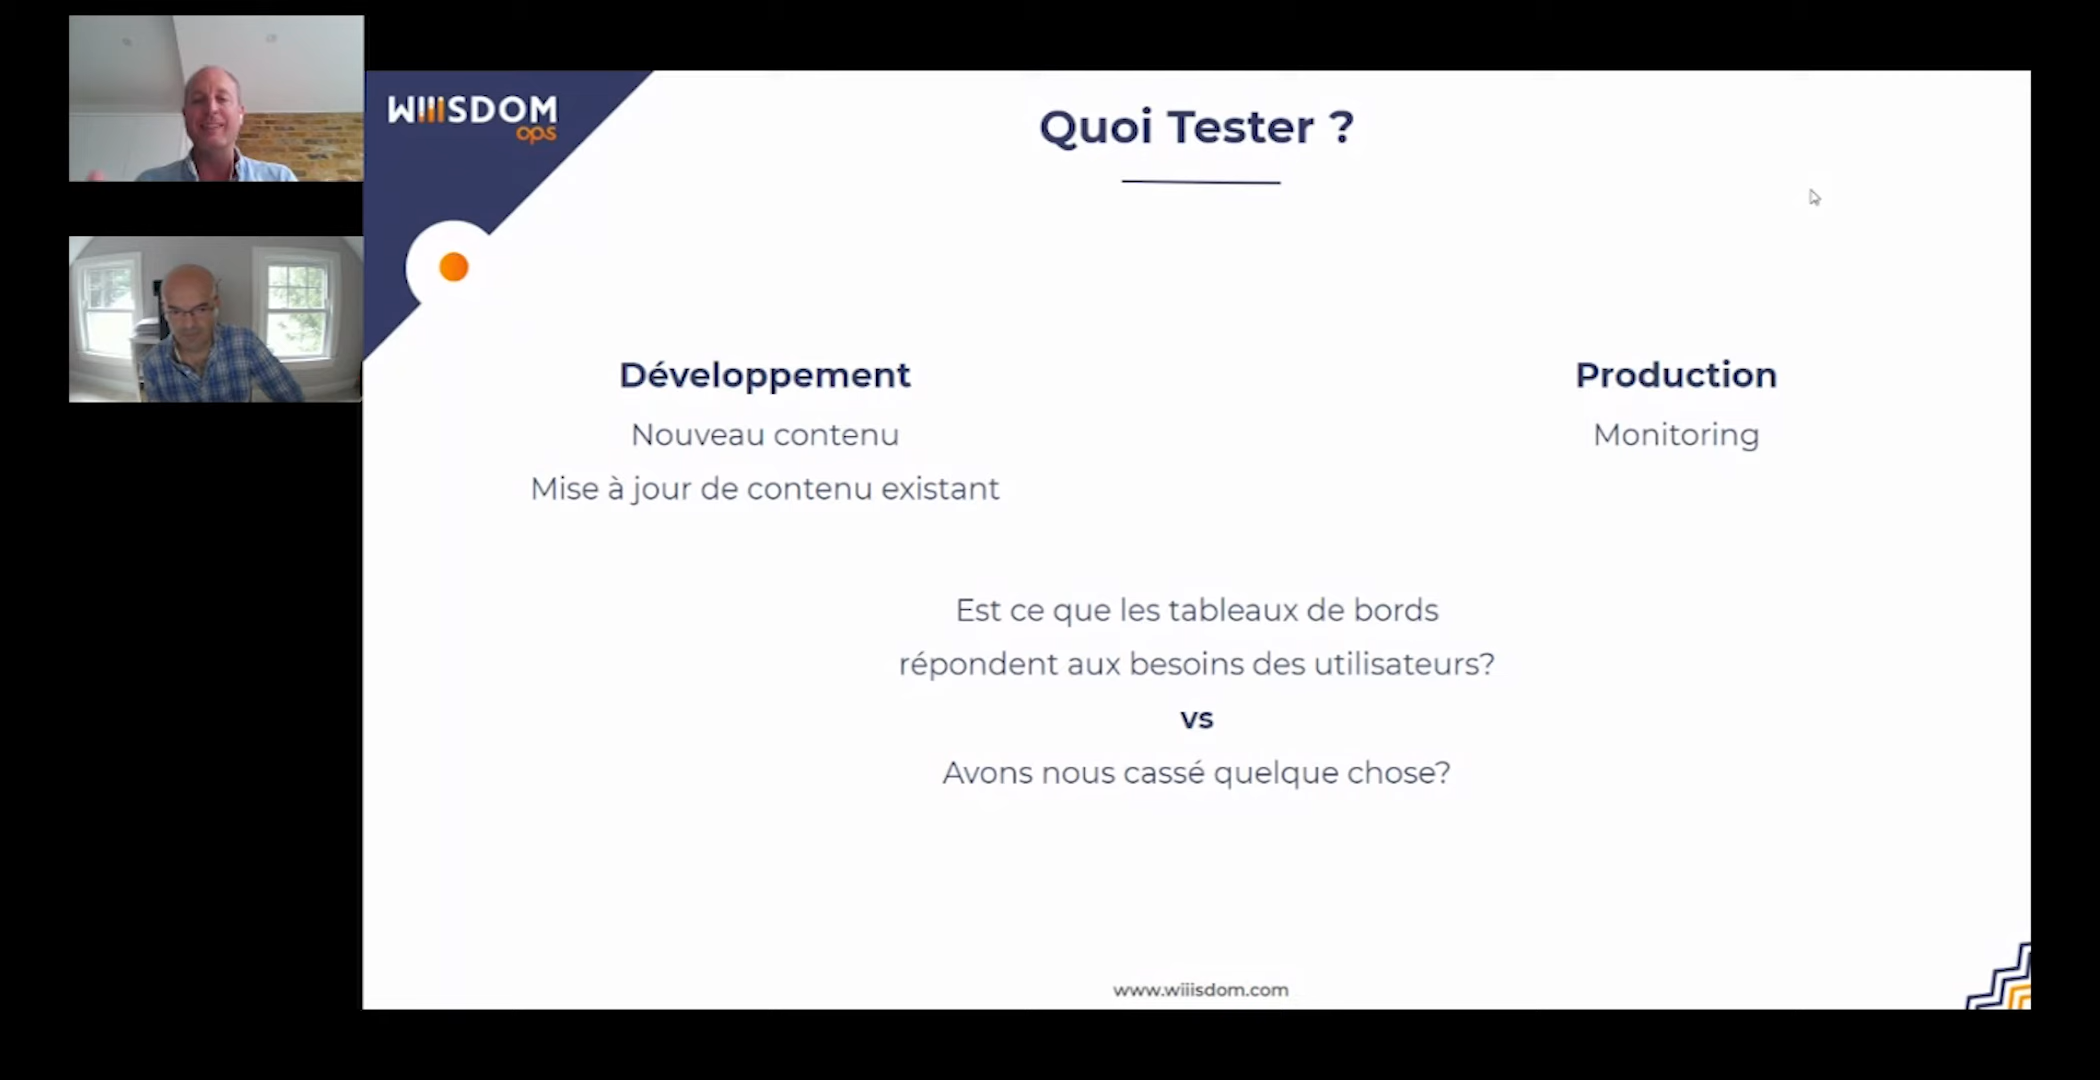 WIIISDOM
ops
Quoi Tester ?
Développement
Nouveau contenu
Mise à jour de contenu existant
Production
Monitoring
Est ce que les tableaux de bords
répondent aux besoins des utilisateurs?
vs
Avons nous cassé quelque chose?
www.wiiisdom.com